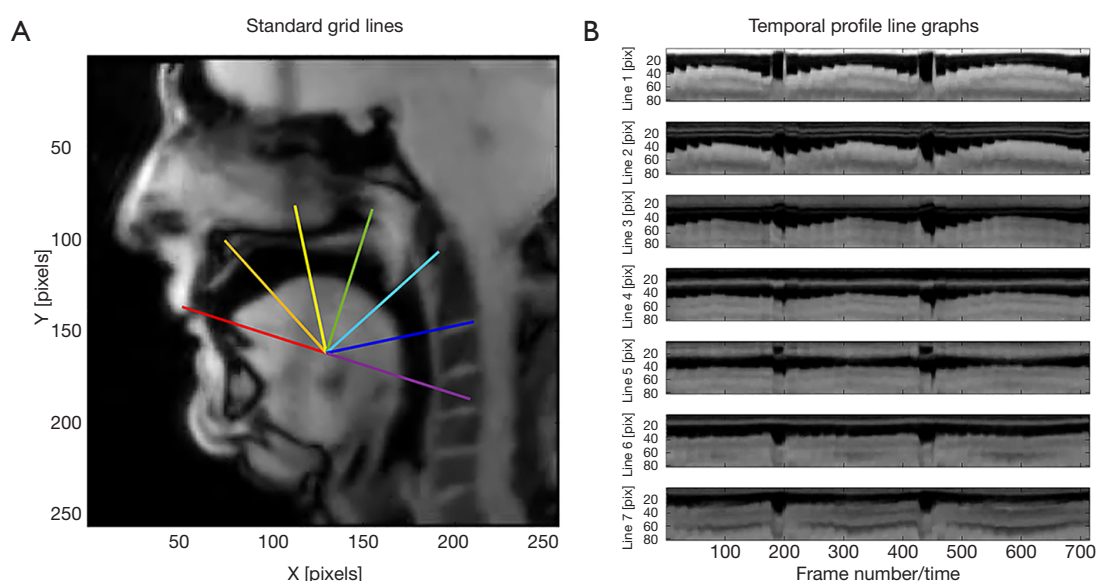 A
Standard grid lines
50
100
150
200
250
Y [pixels]
50 100 150 200 250
X [pixels]
B
Temporal profile line graphs
Line 1 [pix]
20
40
60
80
Line 2 [pix]
20
40
60
80
Line 3 [pix]
20
40
60
80
Line 4 [pix]
20
40
60
80
Line 5 [pix]
20
40
60
80
Line 6 [pix]
20
40
60
80
Line 7 [pix]
20
40
60
80
100 200 300 400 500 600 700
Frame number/time